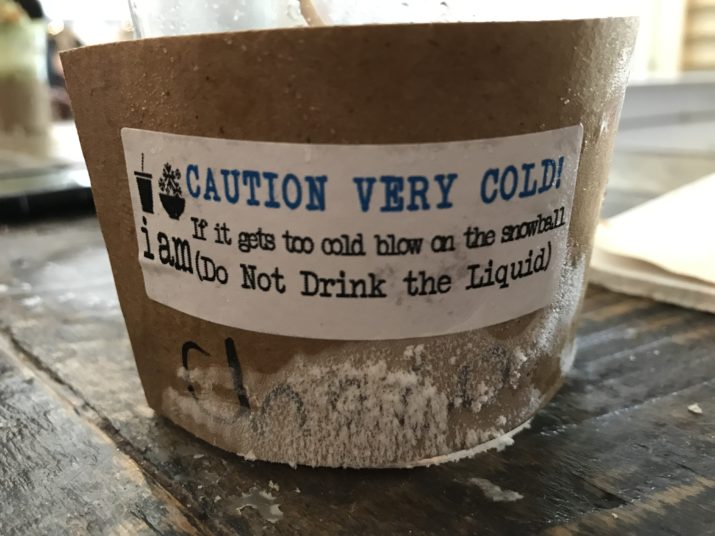 CAUTION VERY COLD!
If it gets too cold blow on the snowball
i am (Do Not Drink the Liquid)